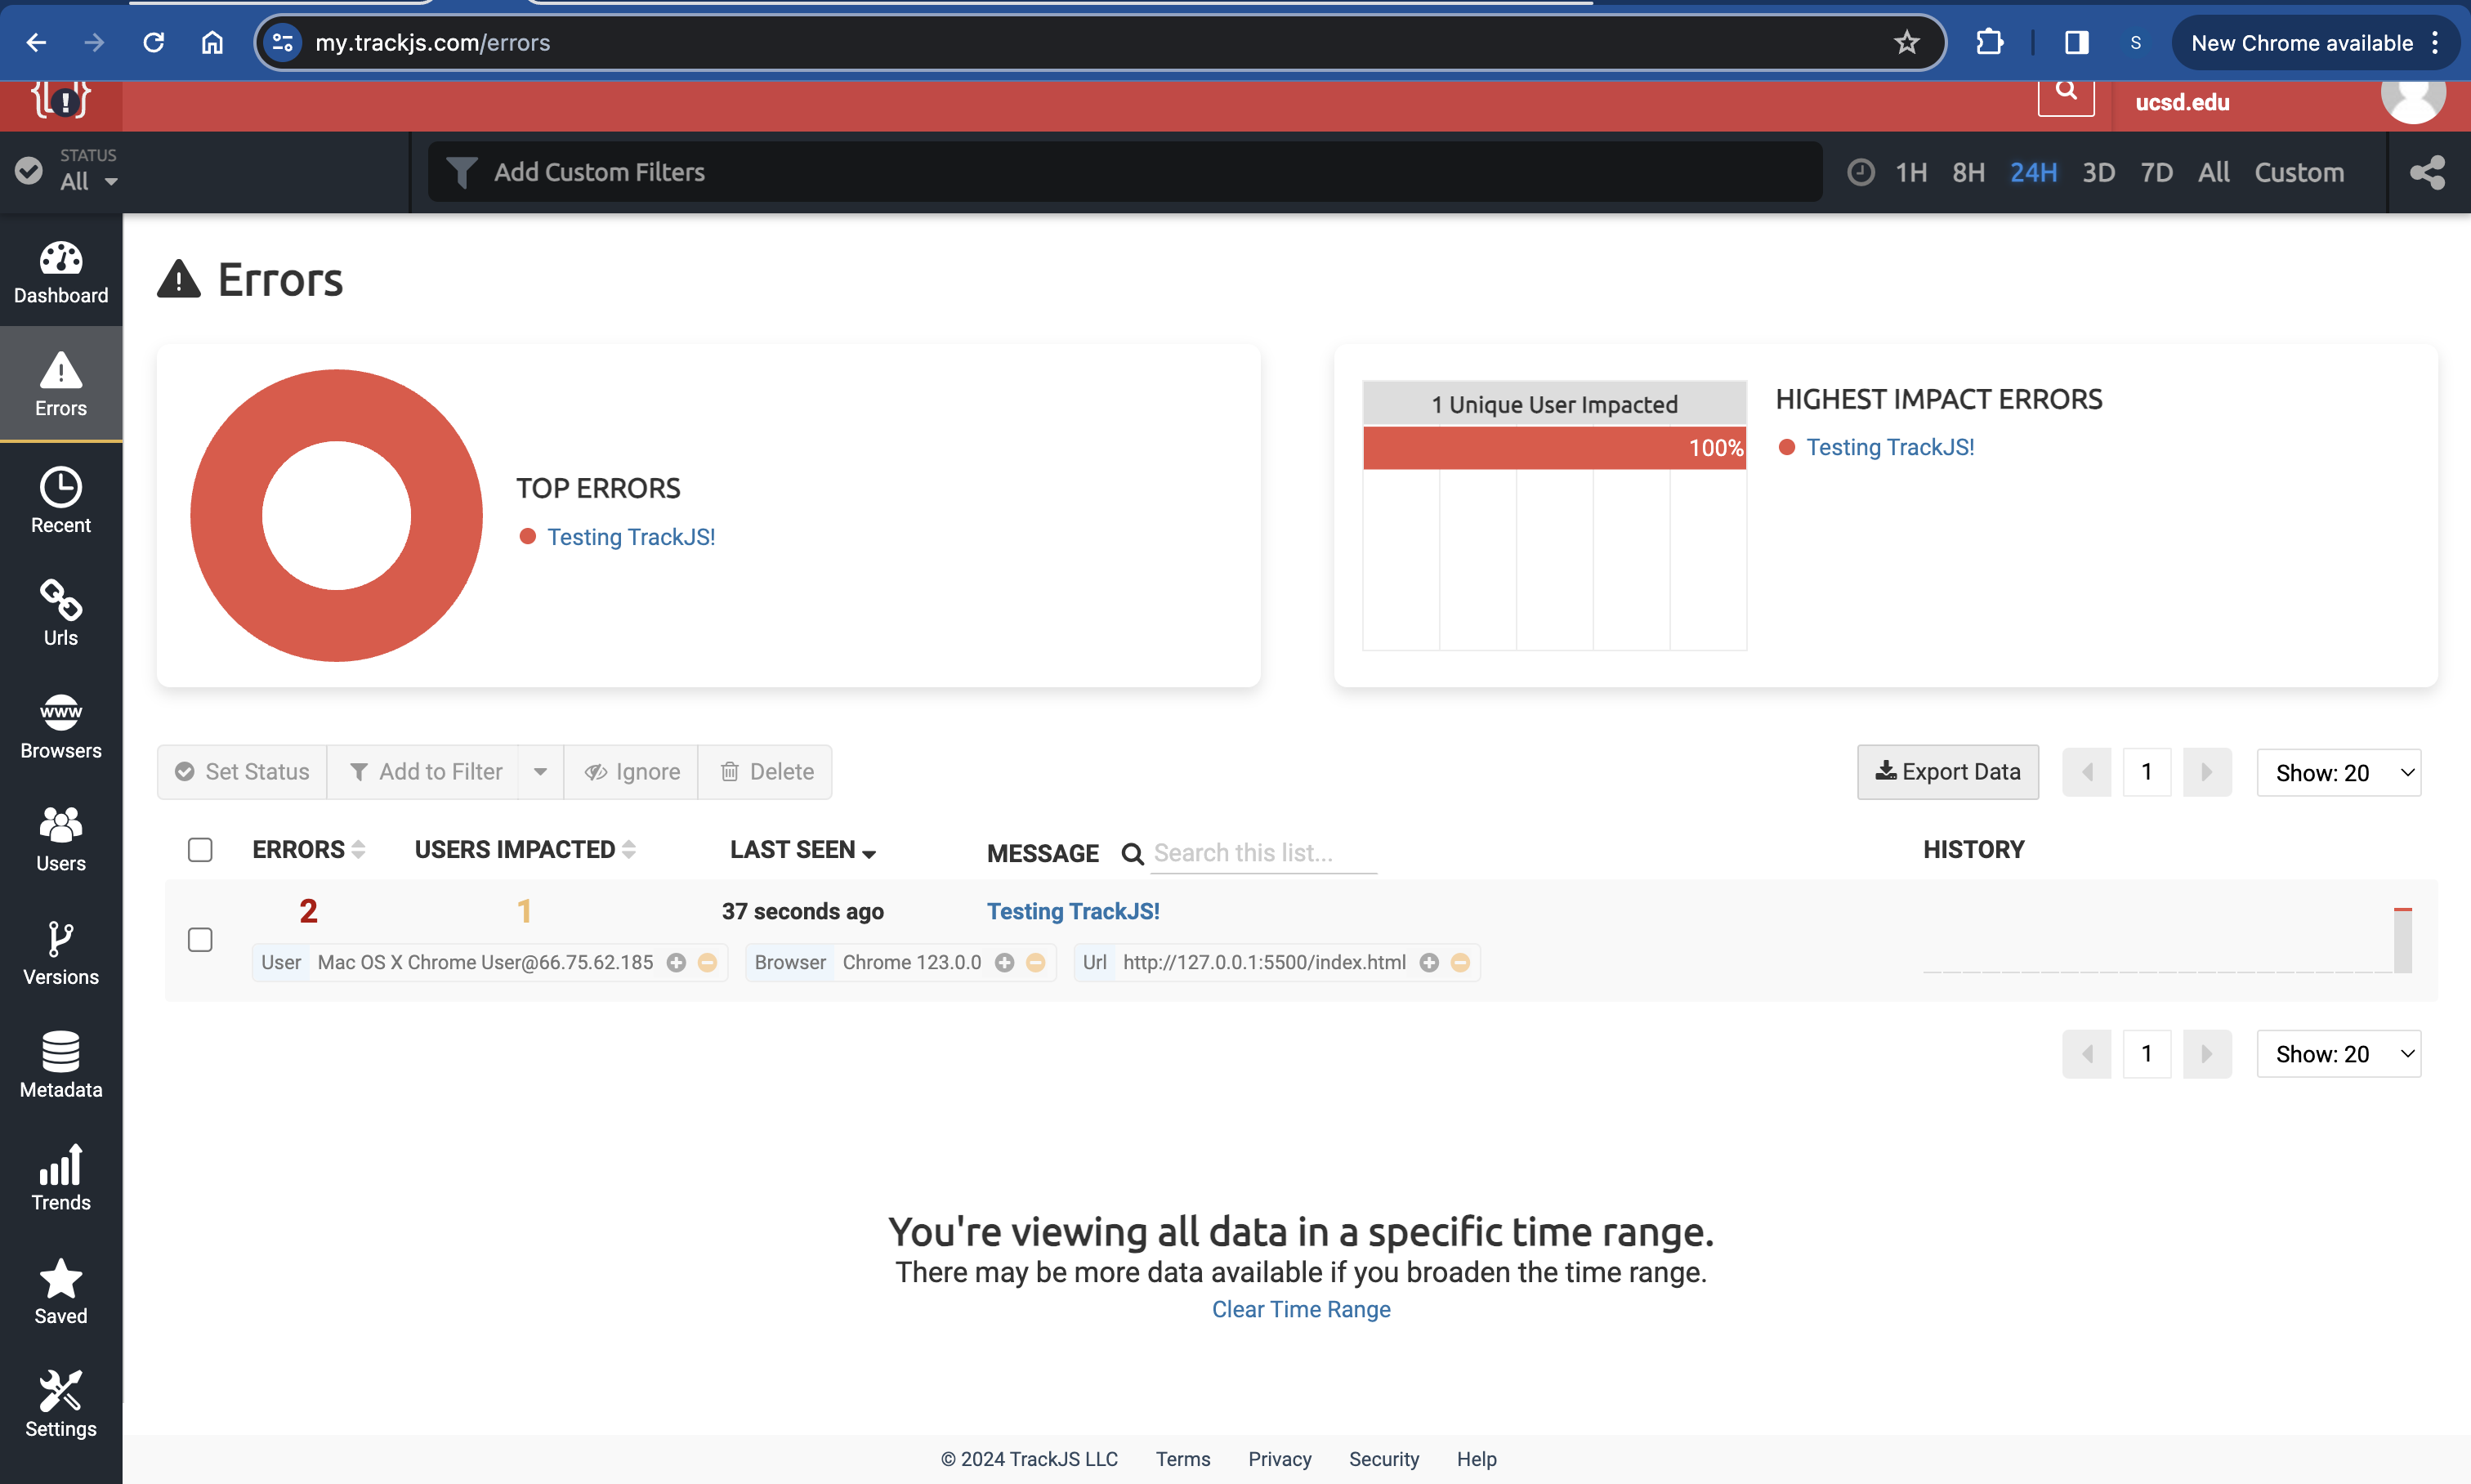 my.trackjs.com/errors
S
New Chrome available
ucsd.edu
STATUS
All
Add Custom Filters
1H 8H 24H 3D 7D All Custom
Dashboard
Errors
Recent
Urls
www
Browsers
Users
Versions
Metadata
Trends
Saved
Settings
Errors
TOP ERRORS
Testing TrackJS!
1 Unique User Impacted
100%
HIGHEST IMPACT ERRORS
Testing TrackJS!
Set Status Add to Filter Ignore Delete
Export Data 1 Show: 20
ERRORS USERS IMPACTED LAST SEEN MESSAGE Search this list... HISTORY
2 1 37 seconds ago Testing TrackJS!
User Mac OS X Chrome User@66.75.62.185 Browser Chrome 123.0.0 Url http://127.0.0.1:5500/index.html
1 Show: 20
You're viewing all data in a specific time range.
There may be more data available if you broaden the time range.
Clear Time Range
© 2024 TrackJS LLC Terms Privacy Security Help